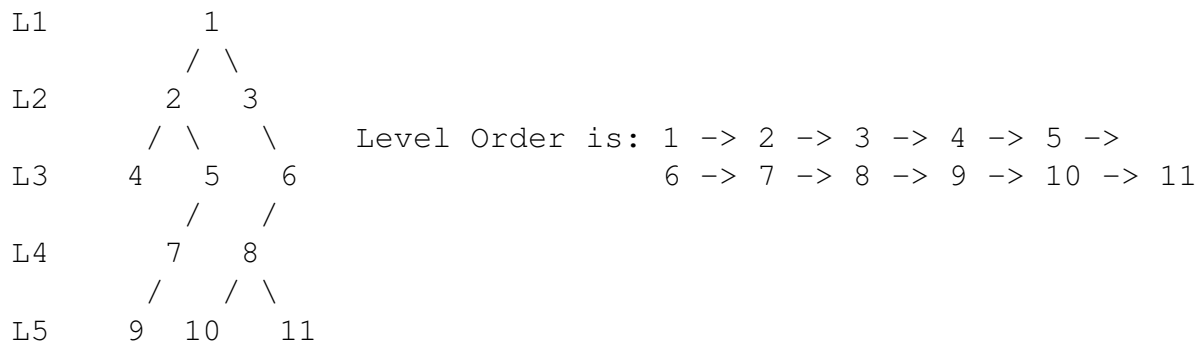 L1 1
/ \
L2 2 3
/ \ \ Level Order is: 1 -> 2 -> 3 -> 4 -> 5 ->
L3 4 5 6 6 -> 7 -> 8 -> 9 -> 10 -> 11
/ /
L4 7 8
/ / \
L5 9 10 11